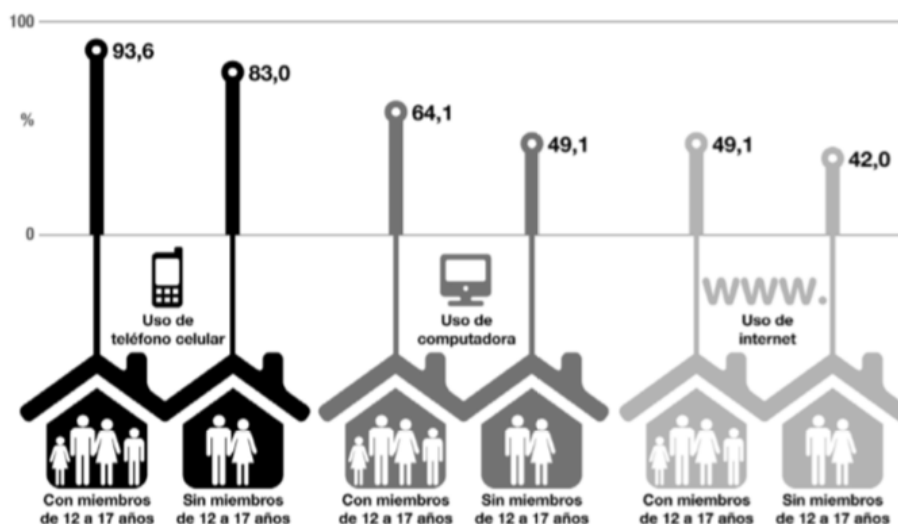 100
93,6
83,0
64,1
49,1
49,1
42,0
%
0
www.
Uso de
teléfono celular
Uso de
computadora
Uso de
internet
Con miembros
de 12 a 17 años
Sin miembros
de 12 a 17 años
Con miembros
de 12 a 17 años
Sin miembros
de 12 a 17 años
Con miembros
de 12 a 17 años
Sin miembros
de 12 a 17 años